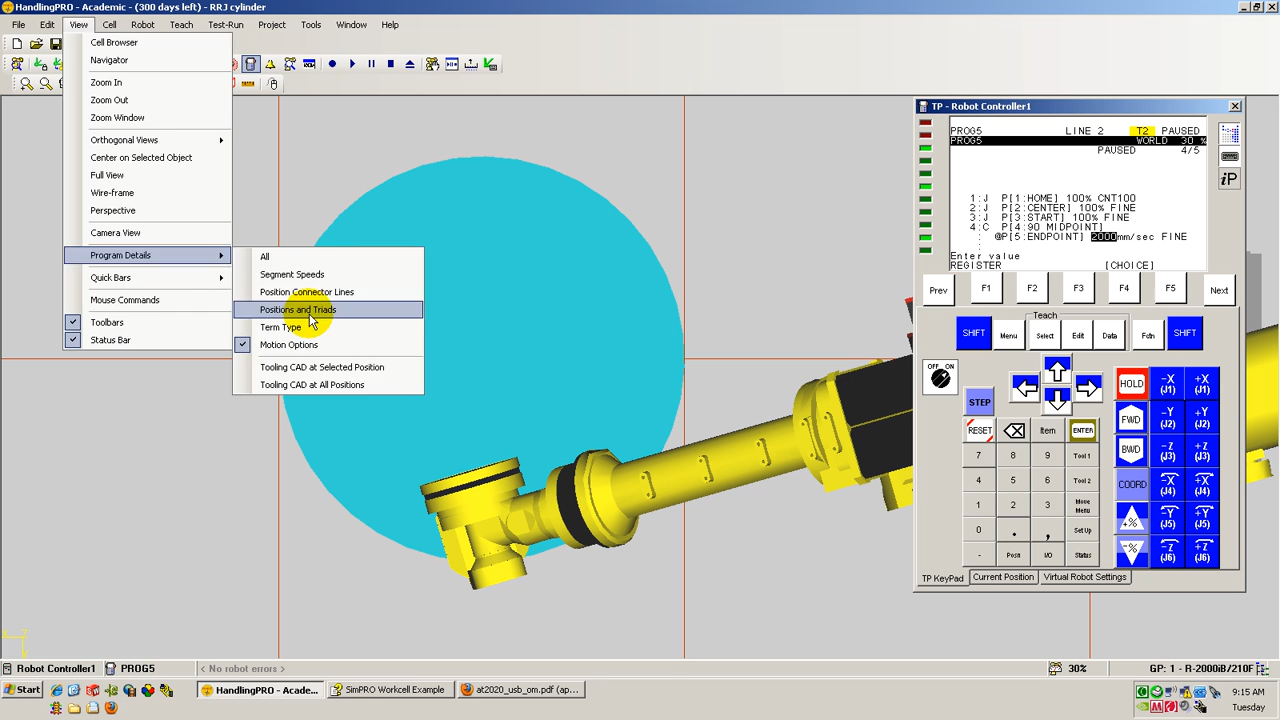 HandlingPRO - Academic - (300 days left) - RRJ cylinder
File Edit View Cell Robot Teach Test-Run Project Tools Window Help
Cell Browser
Navigator
Zoom In
Zoom Out
Zoom Window
Orthogonal Views
Center on Selected Object
Full View
Wire-frame
Perspective
Camera View
Program Details
Quick Bars
Mouse Commands
Toolbars
Status Bar
All
Segment Speeds
Position Connector Lines
Positions and Triads
Term Type
Motion Options
Tooling CAD at Selected Position
Tooling CAD at All Positions
TP - Robot Controller1
PROG5 LINE 2 T2 PAUSED
PROG5 WORLD 30 %
PAUSED 4/5
1:J P[1:HOME] 100% CNT100
2:J P[2:CENTER] 100% FINE
3:J P[3:START] 100% FINE
4:C P[4:90 MIDPOINT]
: @P[5:ENDPOINT] 2000mm/sec FINE
Enter value
REGISTER [CHOICE]
iP
Prev F1 F2 F3 F4 F5 Next
Teach
SHIFT Menu Select Edit Data Fctn SHIFT
OFF ON
STEP
HOLD -X (J1) +X (J1)
RESET Item ENTER FWD -Y (J2) +Y (J2)
7 8 9 Tool 1 BWD -Z (J3) +Z (J3)
4 5 6 Tool 2 COORD -X (J4) +X (J4)
1 2 3 Move Menu +% -Y (J5) +Y (J5)
0 . , Set Up
- Posn I/O Status -% -Z (J6) +Z (J6)
TP KeyPad Current Position Virtual Robot Settings
Robot Controller1 PROG5 < No robot errors > 30% GP: 1 - R-2000iB/210F
Start HandlingPRO - Acade... SimPRO Workcell Example at2020_usb_om.pdf (ap... 9:15 AM
Tuesday